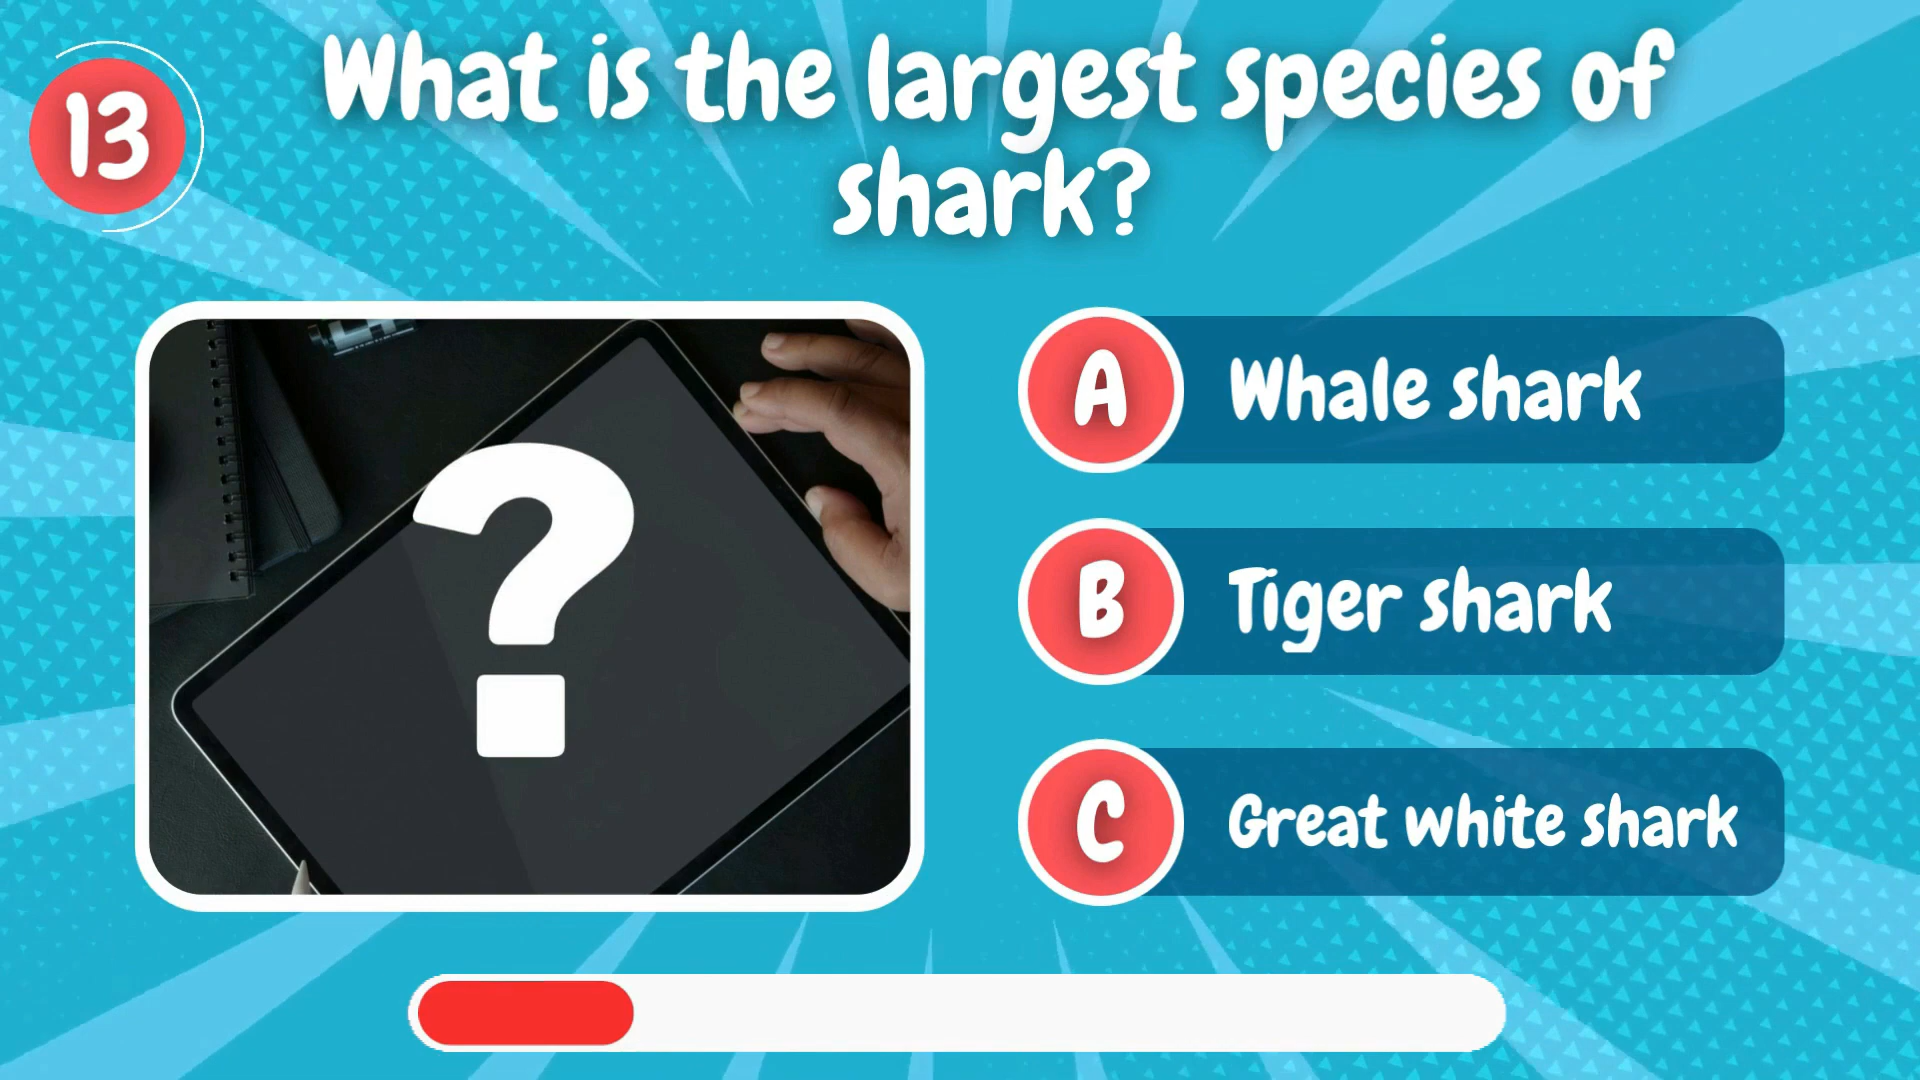 13
What is the largest species of
shark?
?
A Whale shark
B Tiger shark
C Great white shark